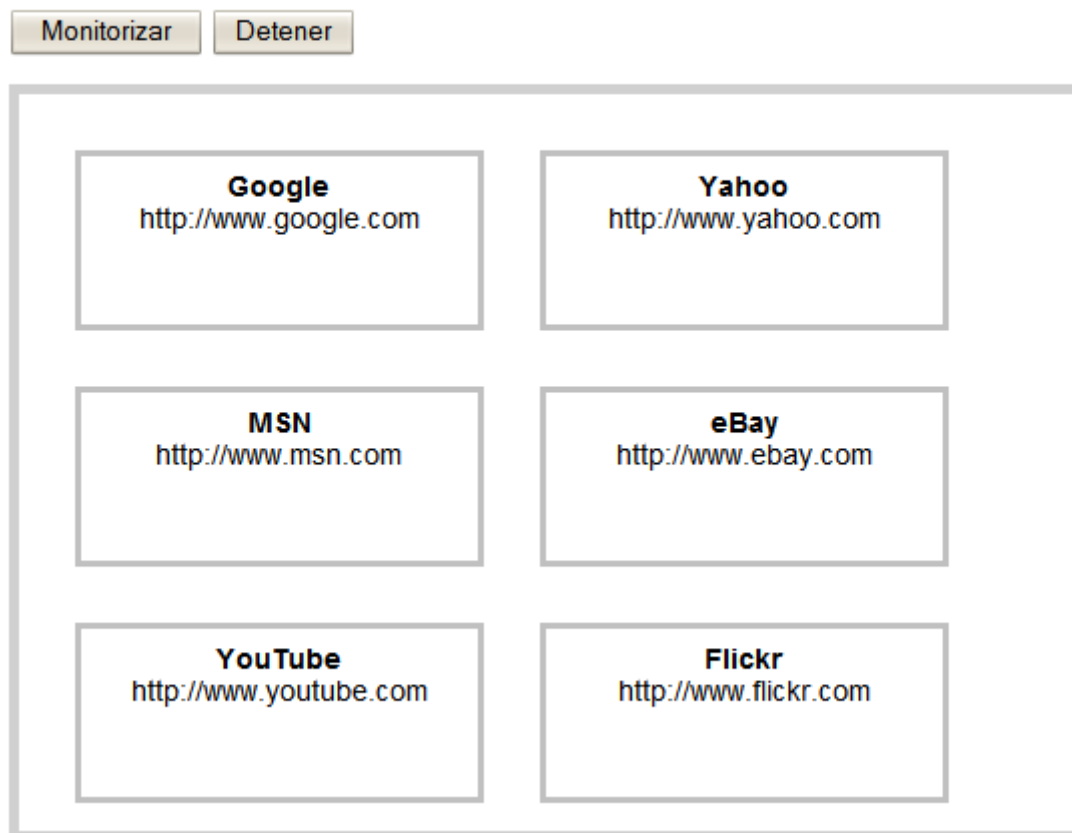 Monitorizar Detener
Google
http://www.google.com
Yahoo
http://www.yahoo.com
MSN
http://www.msn.com
eBay
http://www.ebay.com
YouTube
http://www.youtube.com
Flickr
http://www.flickr.com